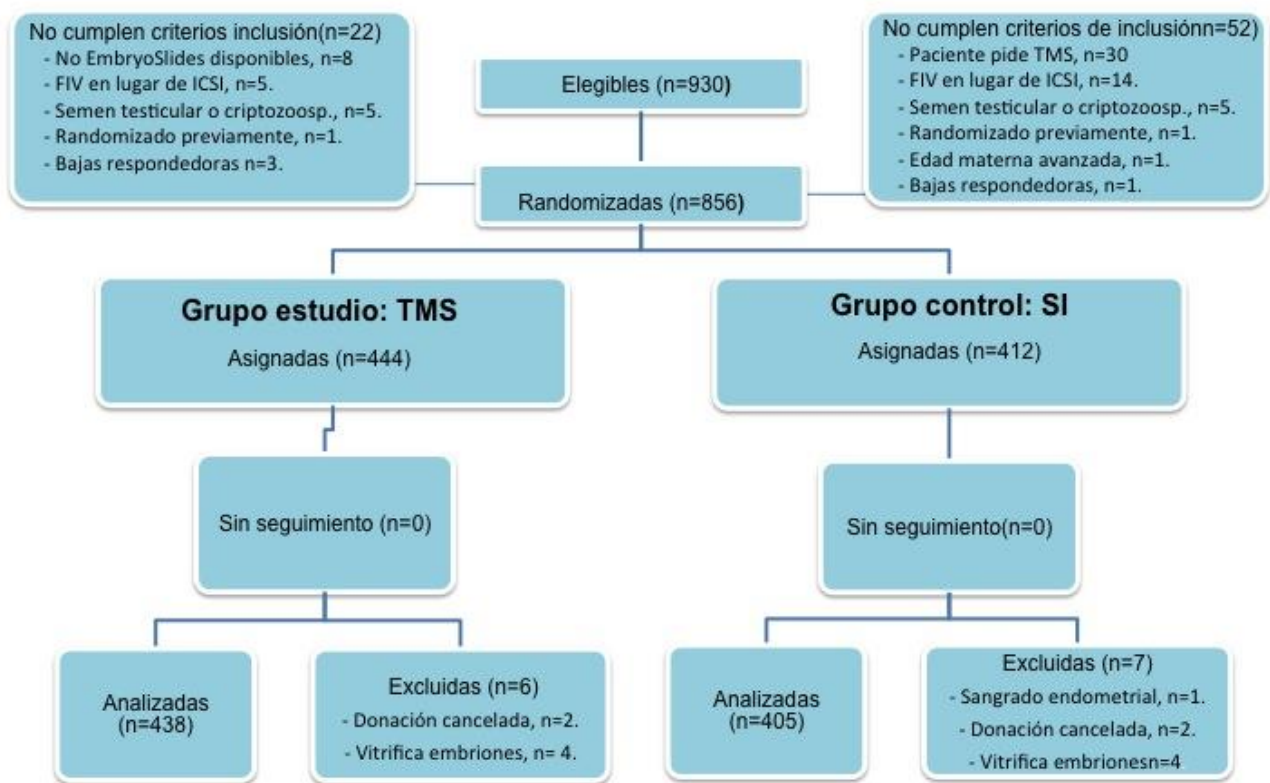 No cumplen criterios inclusión(n=22)
- No EmbryoSlides disponibles, n=8
- FIV en lugar de ICSI, n=5.
- Semen testicular o criptozoosp., n=5.
- Randomizado previamente, n=1.
- Bajas respondedoras n=3.
Elegibles (n=930)
No cumplen criterios de inclusiónn=52)
- Paciente pide TMS, n=30
- FIV en lugar de ICSI, n=14.
- Semen testicular o criptozoosp., n=5.
- Randomizado previamente, n=1.
- Edad materna avanzada, n=1.
- Bajas respondedoras, n=1.
Randomizadas (n=856)
Grupo estudio: TMS
Asignadas (n=444)
Grupo control: SI
Asignadas (n=412)
Sin seguimiento (n=0)
Sin seguimiento(n=0)
Analizadas
(n=438)
Excluidas (n=6)
- Donación cancelada, n=2.
- Vitrifica embriones, n= 4.
Analizadas
(n=405)
Excluidas (n=7)
- Sangrado endometrial, n=1.
- Donación cancelada, n=2.
- Vitrifica embrionesn=4